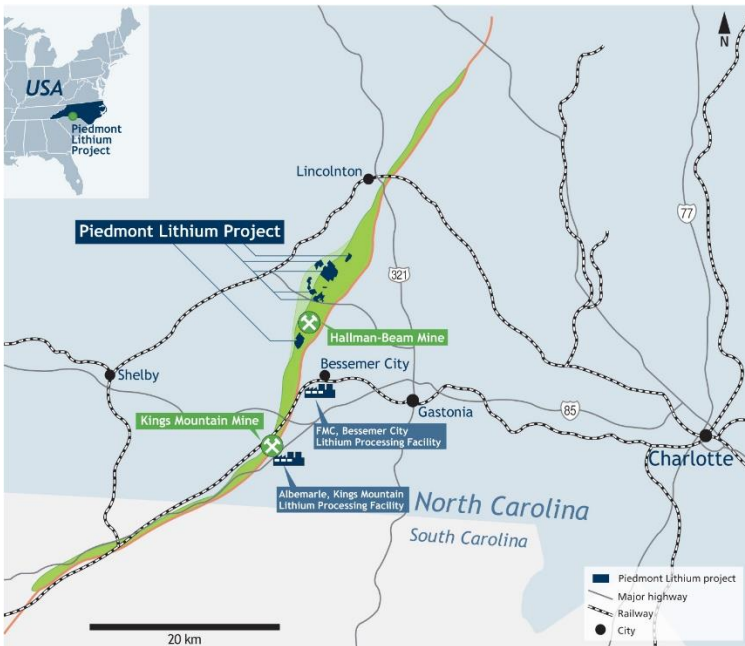 USA
Piedmont
Lithium
Project
N
Lincolnton
77
Piedmont Lithium Project
321
Hallman-Beam Mine
Bessemer City
Shelby
Gastonia
85
Kings Mountain Mine
FMC, Bessemer City
Lithium Processing Facility
Charlotte
Albemarle, Kings Mountain
Lithium Processing Facility
North Carolina
South Carolina
Piedmont Lithium project
Major highway
Railway
City
20 km